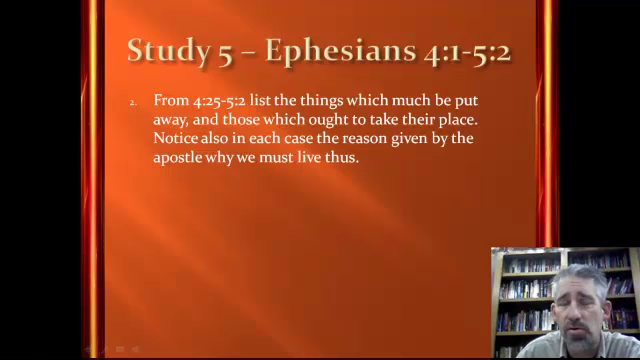 Study 5 – Ephesians 4:1-5:2
2. From 4:25-5:2 list the things which much be put
away, and those which ought to take their place.
Notice also in each case the reason given by the
apostle why we must live thus.